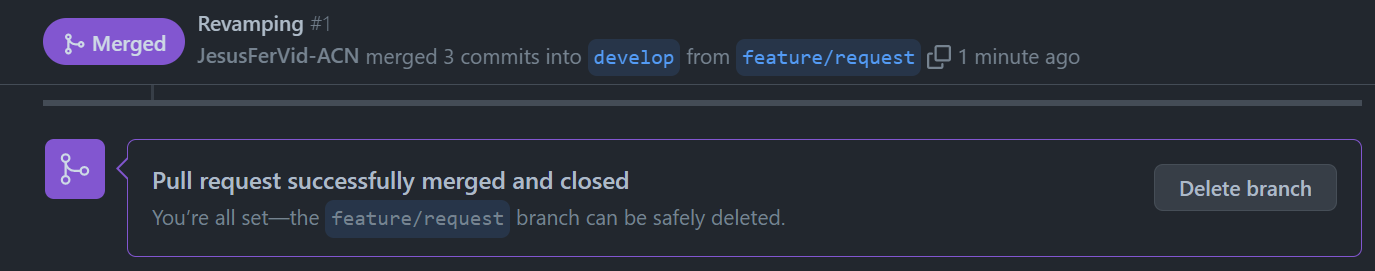 Merged
Revamping #1
JesusFerVid-ACN merged 3 commits into develop from feature/request 1 minute ago
Pull request successfully merged and closed
You’re all set—the feature/request branch can be safely deleted.
Delete branch